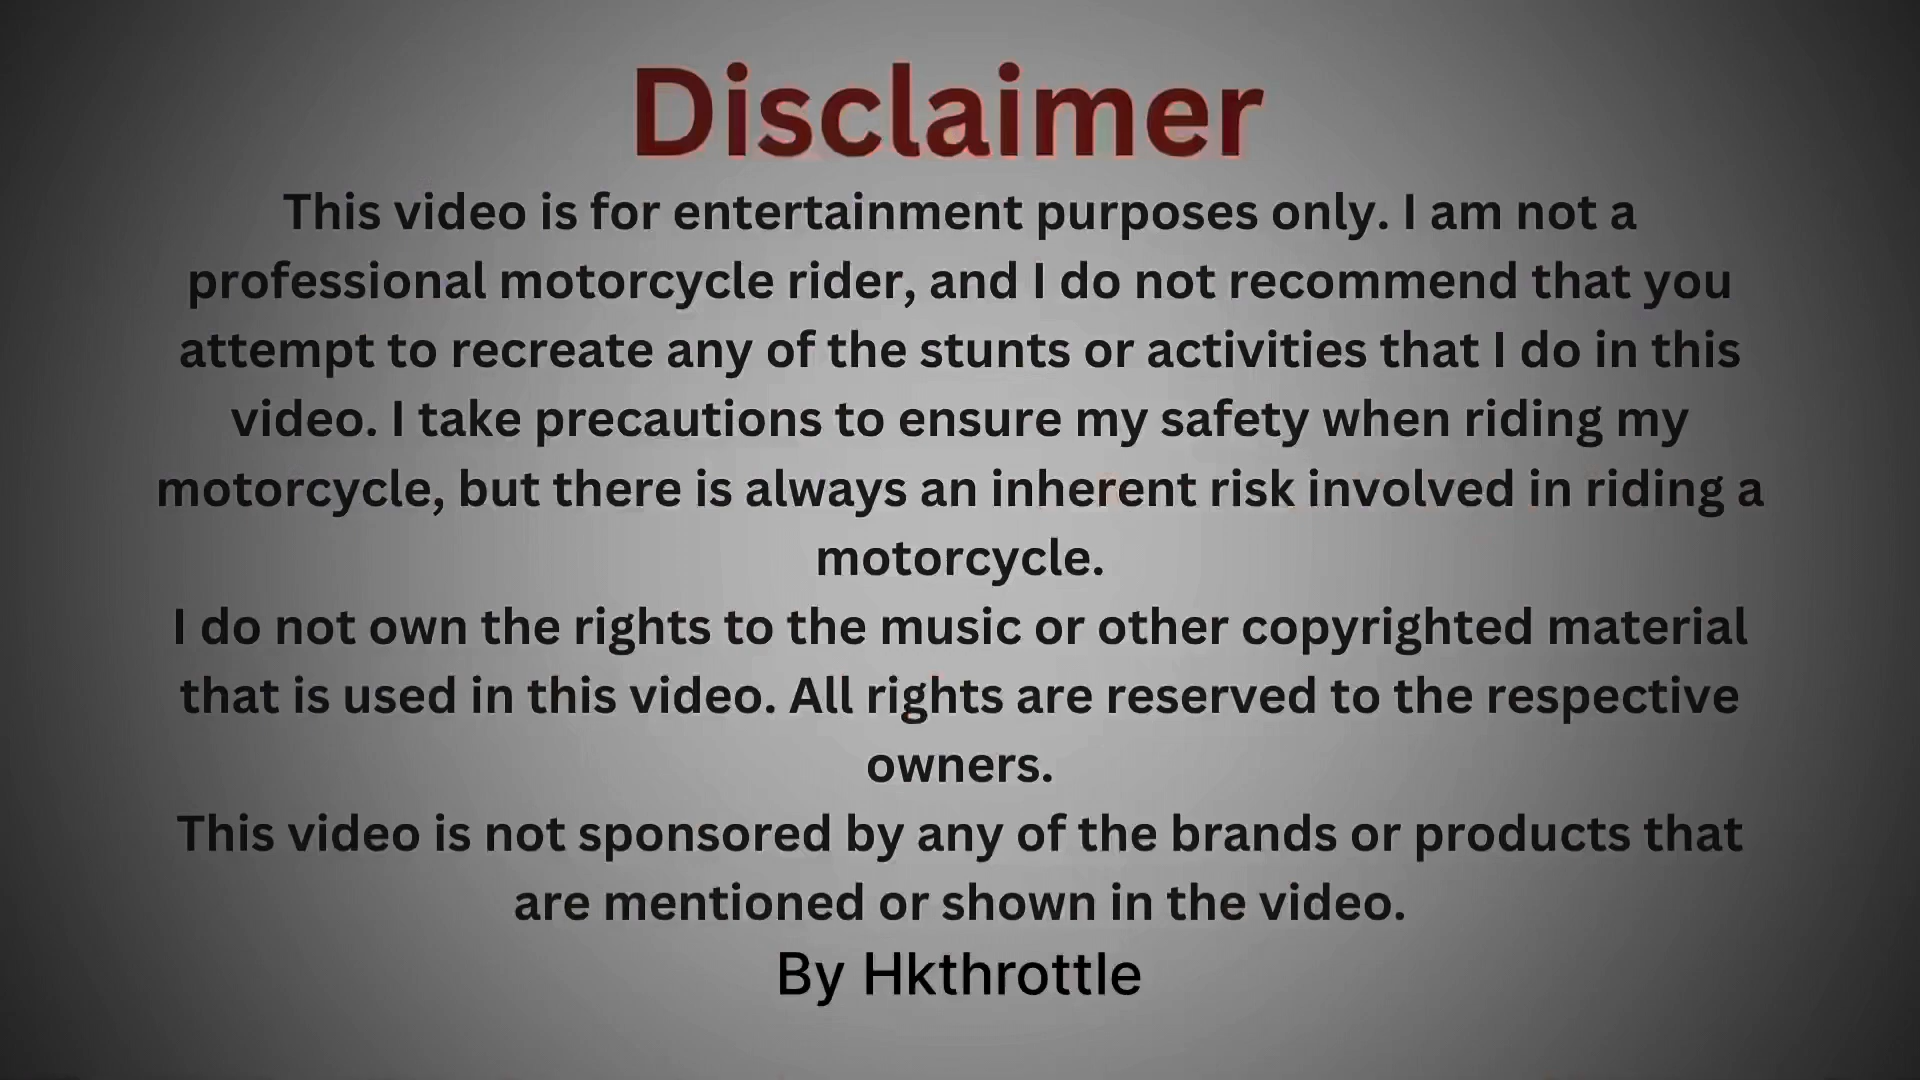 Disclaimer
This video is for entertainment purposes only. I am not a
professional motorcycle rider, and I do not recommend that you
attempt to recreate any of the stunts or activities that I do in this
video. I take precautions to ensure my safety when riding my
motorcycle, but there is always an inherent risk involved in riding a
motorcycle.
I do not own the rights to the music or other copyrighted material
that is used in this video. All rights are reserved to the respective
owners.
This video is not sponsored by any of the brands or products that
are mentioned or shown in the video.
By Hkthrottle